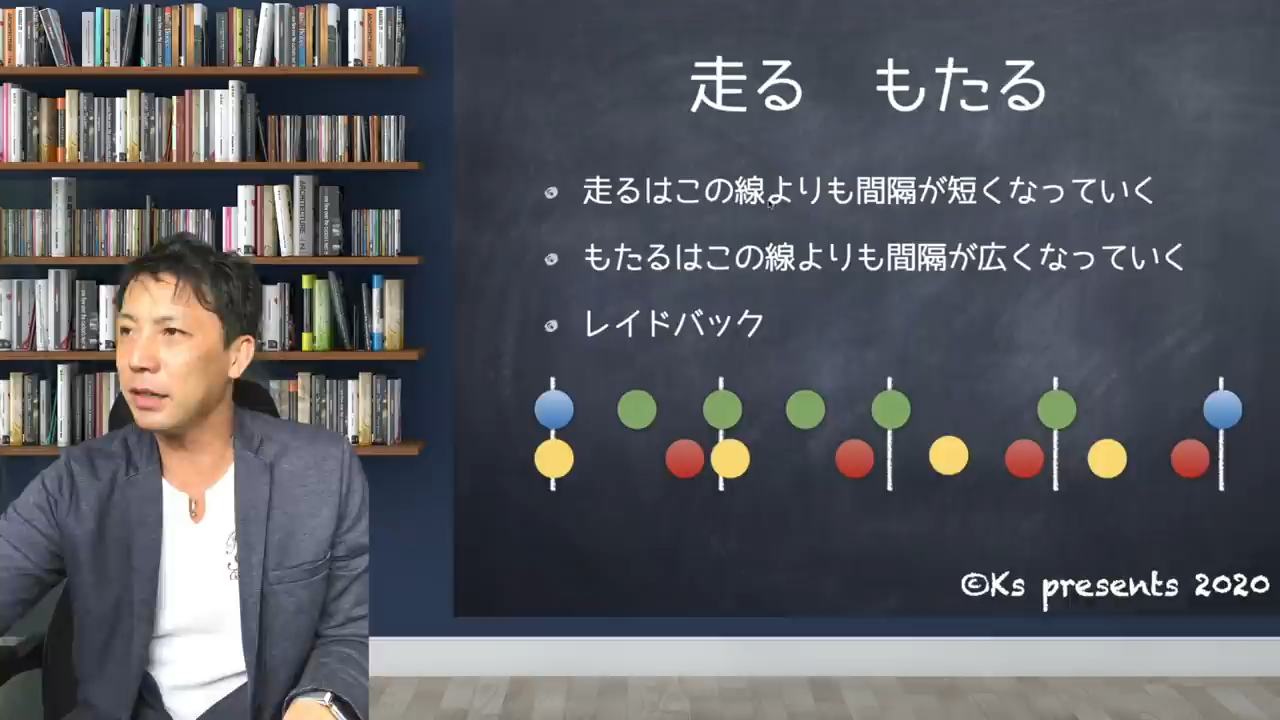 走る もたる
走るはこの線よりも間隔が短くなっていく
もたるはこの線よりも間隔が広くなっていく
レイドバック
©Ks presents 2020